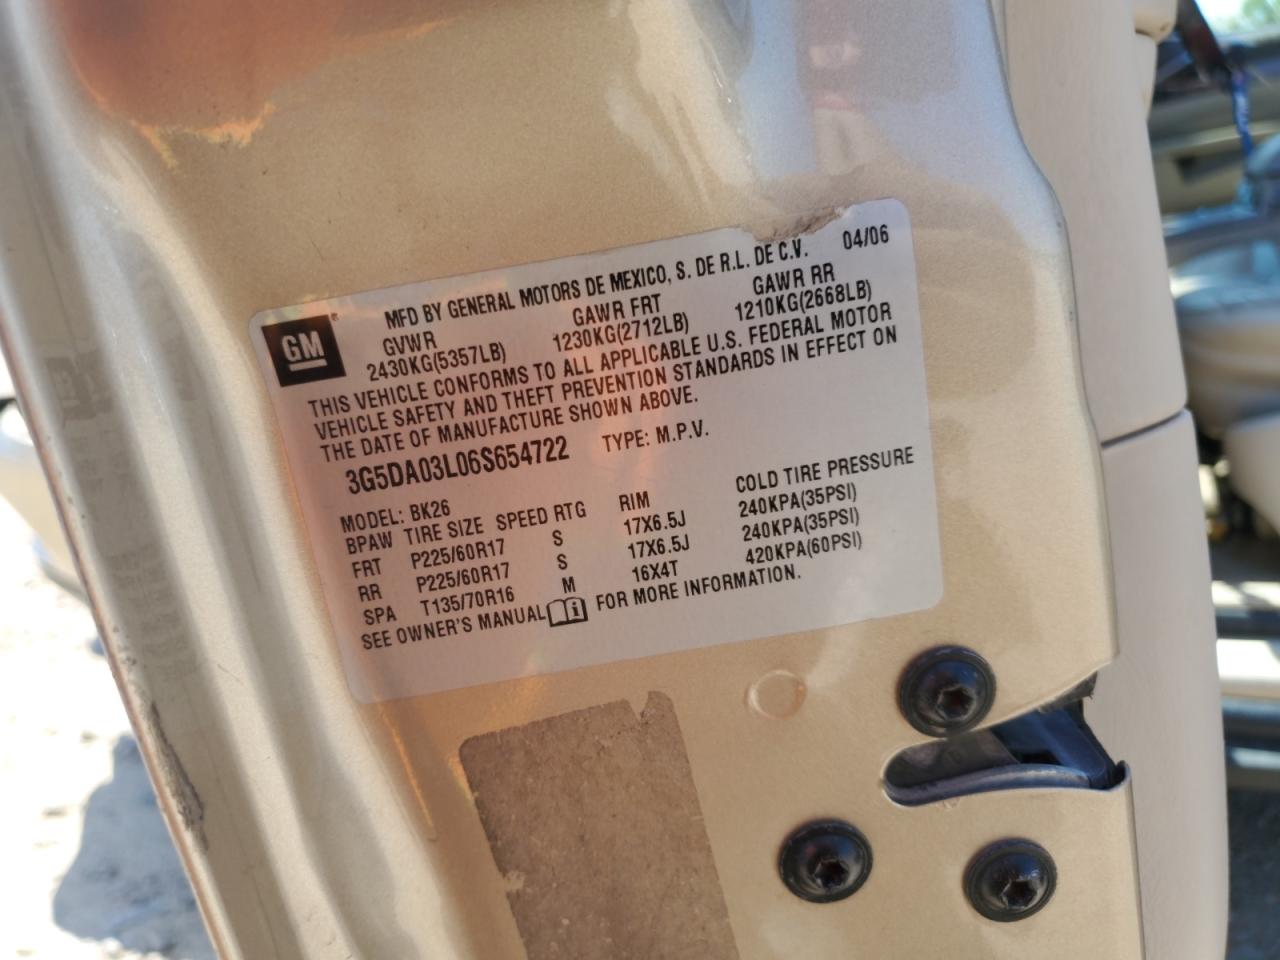 GM
MFD BY GENERAL MOTORS DE MEXICO, S. DE R.L. DE C.V. 04/06
GVWR GAWR FRT GAWR RR
2430KG(5357LB) 1230KG(2712LB) 1210KG(2668LB)
THIS VEHICLE CONFORMS TO ALL APPLICABLE U.S. FEDERAL MOTOR
VEHICLE SAFETY AND THEFT PREVENTION STANDARDS IN EFFECT ON
THE DATE OF MANUFACTURE SHOWN ABOVE.
3G5DA03L06S654722 TYPE: M.P.V.
MODEL: BK26
BPAW TIRE SIZE SPEED RTG RIM COLD TIRE PRESSURE
FRT P225/60R17 S 17X6.5J 240KPA(35PSI)
RR P225/60R17 S 17X6.5J 240KPA(35PSI)
SPA T135/70R16 M 16X4T 420KPA(60PSI)
SEE OWNER'S MANUAL FOR MORE INFORMATION.